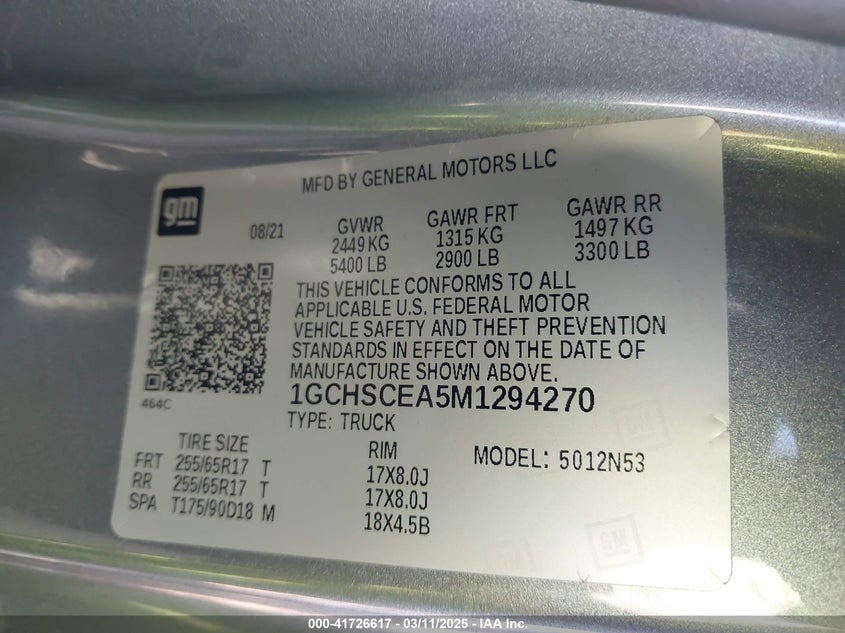 MFD BY GENERAL MOTORS LLC
gm
08/21
GVWR
2449 KG
5400 LB
GAWR FRT
1315 KG
2900 LB
GAWR RR
1497 KG
3300 LB
THIS VEHICLE CONFORMS TO ALL
APPLICABLE U.S. FEDERAL MOTOR
VEHICLE SAFETY AND THEFT PREVENTION
STANDARDS IN EFFECT ON THE DATE OF
MANUFACTURE SHOWN ABOVE.
464C
1GCHSCEA5M1294270
TYPE: TRUCK
TIRE SIZE
RIM
MODEL: 5012N53
FRT 255/65R17 T 17X8.0J
RR 255/65R17 T 17X8.0J
SPA T175/90D18 M 18X4.5B
GM
000-41726617 - 03/11/2025 - IAA Inc.